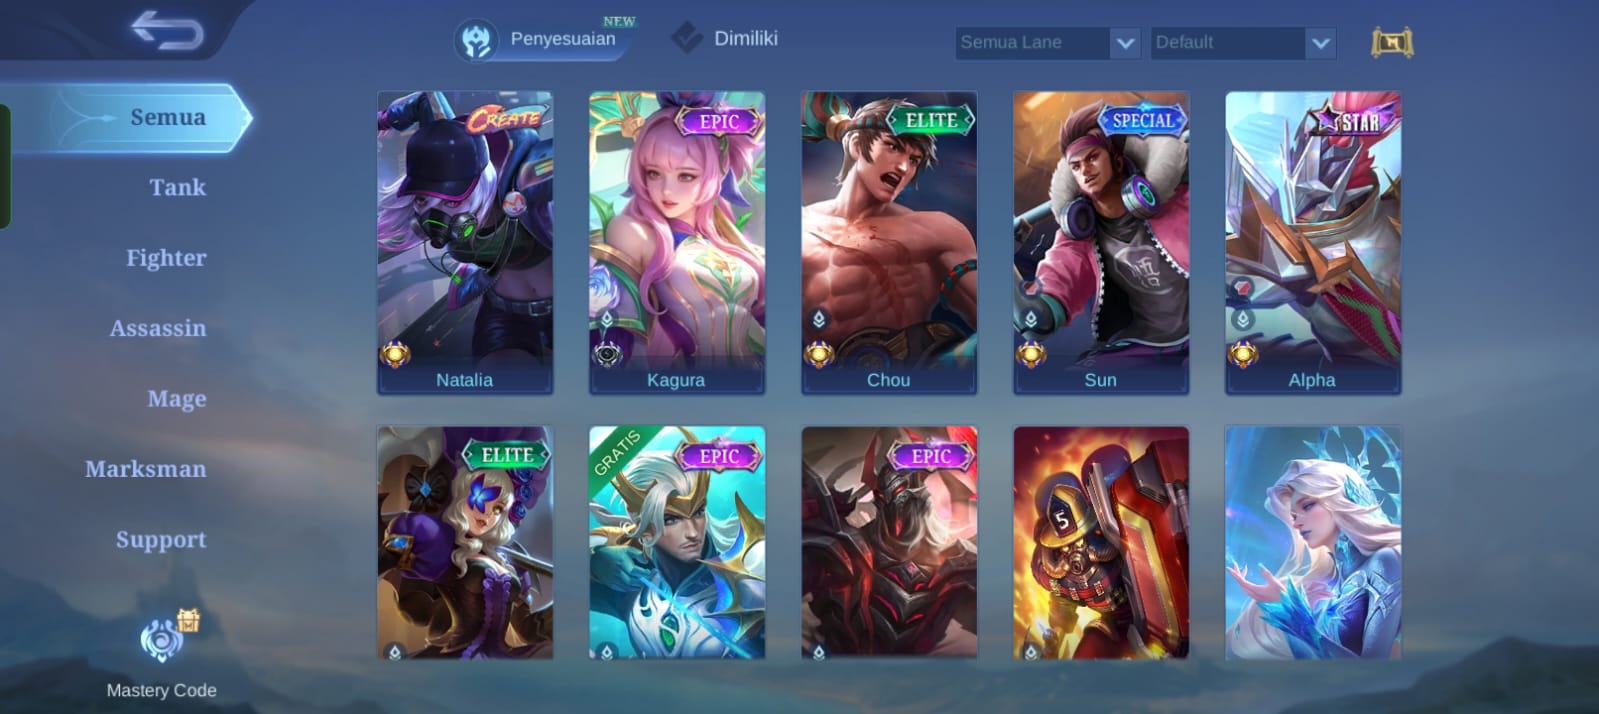 NEW
Penyesuaian
Dimiliki
Semua Lane
Default
Semua
Tank
Fighter
Assassin
Mage
Marksman
Support
Mastery Code
CREATE
Natalia
EPIC
Kagura
ELITE
Chou
SPECIAL
Sun
STAR
Alpha
ELITE
GRATIS
EPIC
EPIC
5